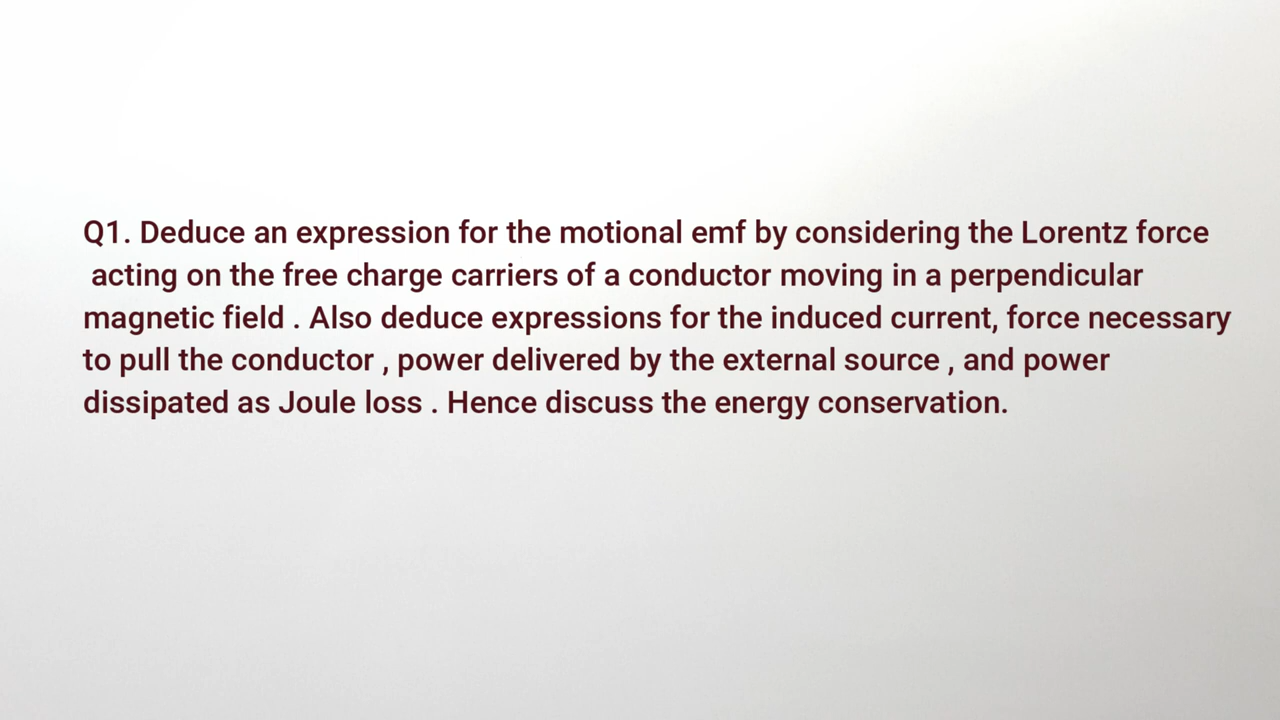 Q1. Deduce an expression for the motional emf by considering the Lorentz force
acting on the free charge carriers of a conductor moving in a perpendicular
magnetic field . Also deduce expressions for the induced current, force necessary
to pull the conductor , power delivered by the external source , and power
dissipated as Joule loss . Hence discuss the energy conservation.